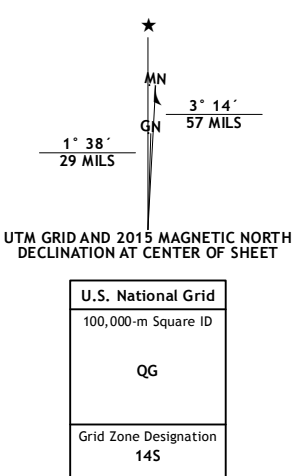 ★
MN
3° 14´
57 MILS
GN
1° 38´
29 MILS
UTM GRID AND 2015 MAGNETIC NORTH
DECLINATION AT CENTER OF SHEET
U.S. National Grid
100,000-m Square ID
QG
Grid Zone Designation
14S